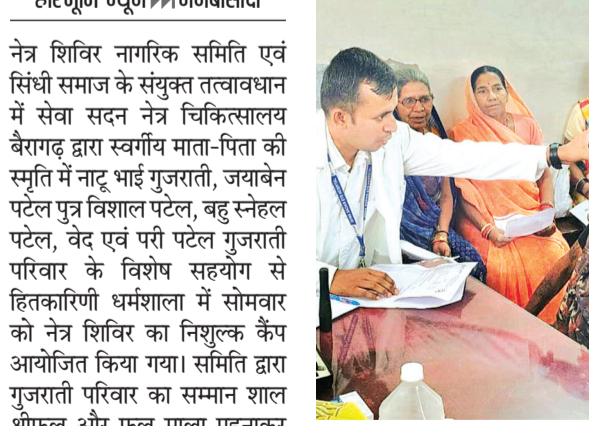 नेत्र शिविर नागरिक समिति एवं
सिंधी समाज के संयुक्त तत्वावधान
में सेवा सदन नेत्र चिकित्सालय
बैरागढ़ द्वारा स्वर्गीय माता-पिता की
स्मृति में नाटू भाई गुजराती, जयाबेन
पटेल पुत्र विशाल पटेल, बहु स्नेहल
पटेल, वेद एवं परी पटेल गुजराती
परिवार के विशेष सहयोग से
हितकारिणी धर्मशाला में सोमवार
को नेत्र शिविर का निशुल्क कैंप
आयोजित किया गया। समिति द्वारा
गुजराती परिवार का सम्मान शाल